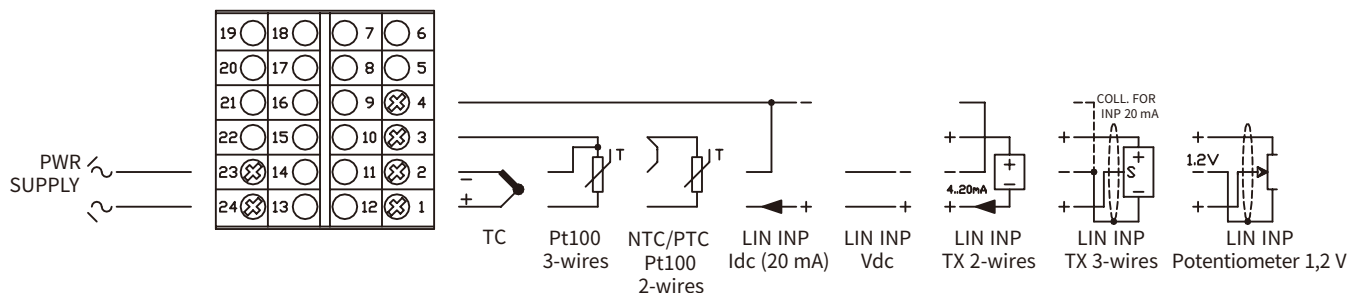 19 18 7 6
20 17 8 5
21 16 9 4
22 15 10 3
23 14 11 2
24 13 12 1
PWR
SUPPLY
TC
T
Pt100
3-wires
T
NTC/PTC
Pt100
2-wires
+
LIN INP
Idc (20 mA)
− +
LIN INP
Vdc
+ −
4..20mA
+
+
−
LIN INP
TX 2-wires
COLL. FOR
INP 20 mA
+
−
+
+
S
−
LIN INP
TX 3-wires
+
1.2V
−
+
LIN INP
Potentiometer 1,2 V